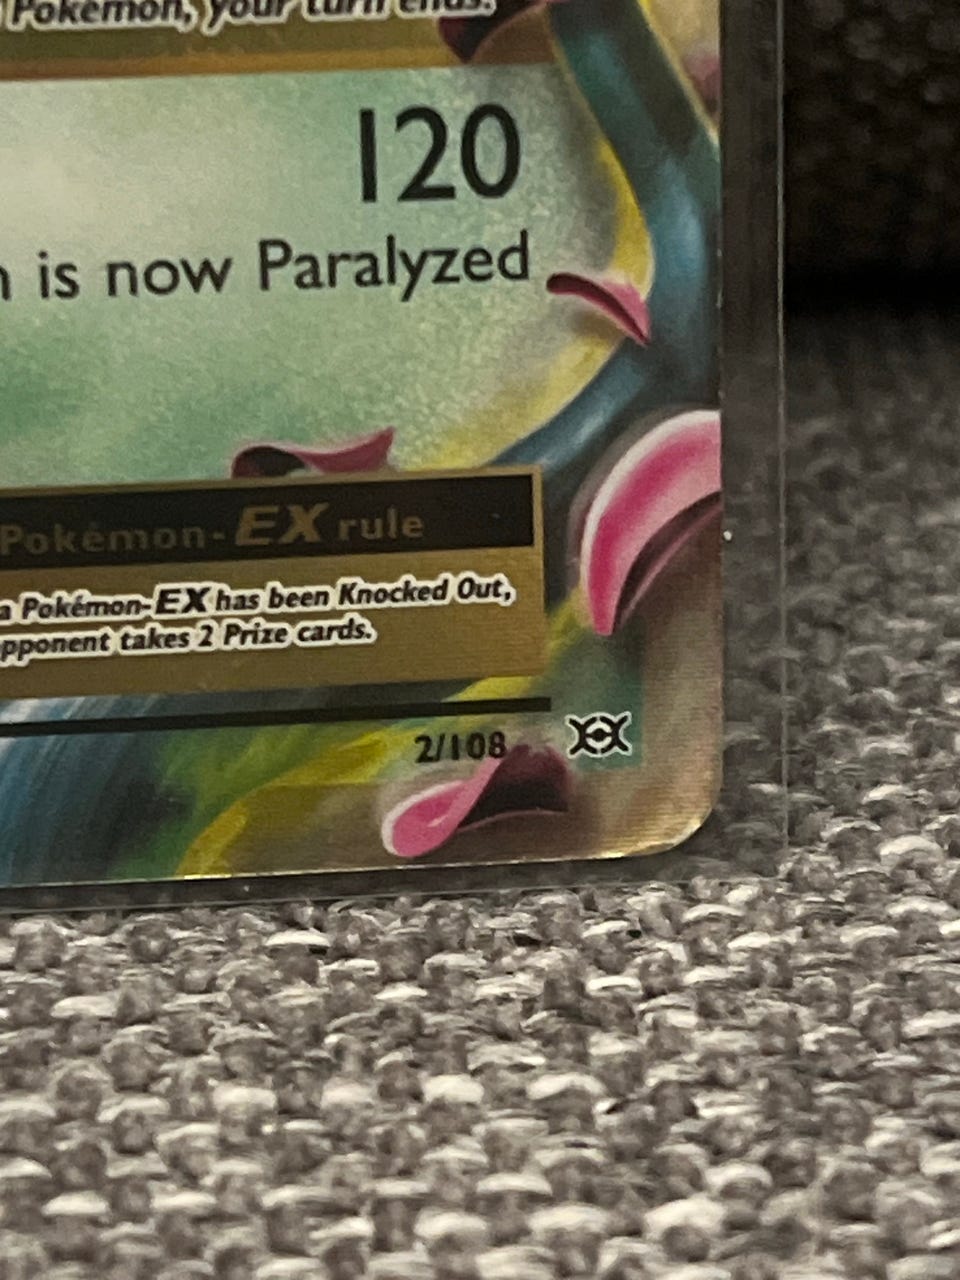 Pokémon, your turn ends.
120
n is now Paralyzed
Pokémon-EX rule
a Pokémon-EX has been Knocked Out,
pponent takes 2 Prize cards.
2/108